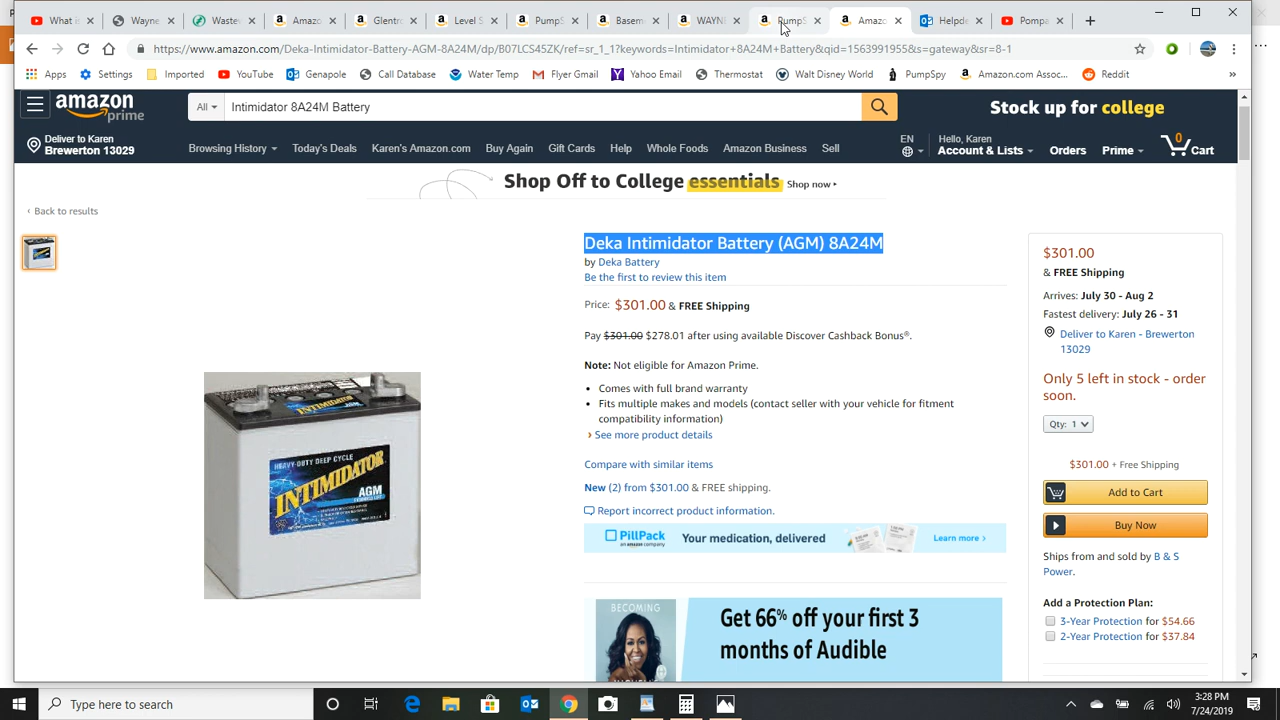 What is
Wayne
Wastev
Amazo
Glentro
Level S
PumpS
Basem
WAYN
PumpS
Amazo
Helpde
Pompa
https://www.amazon.com/Deka-Intimidator-Battery-AGM-8A24M/dp/B07LCS45ZK/ref=sr_1_1?keywords=Intimidator+8A24M+Battery&qid=1563991955&s=gateway&sr=8-1
Apps Settings Imported YouTube Genapole Call Database Water Temp Flyer Gmail Yahoo Email Thermostat Walt Disney World PumpSpy Amazon.com Assoc... Reddit »
amazon prime
All Intimidator 8A24M Battery
Stock up for college
Deliver to Karen
Brewerton 13029
Browsing History Today's Deals Karen's Amazon.com Buy Again Gift Cards Help Whole Foods Amazon Business Sell
EN
Hello, Karen
Account & Lists Orders Prime 0 Cart
Shop Off to College essentials Shop now ▸
‹ Back to results
Deka Intimidator Battery (AGM) 8A24M
by Deka Battery
Be the first to review this item
Price: $301.00 & FREE Shipping
Pay $301.00 $278.01 after using available Discover Cashback Bonus®.
Note: Not eligible for Amazon Prime.
• Comes with full brand warranty
• Fits multiple makes and models (contact seller with your vehicle for fitment
compatibility information)
› See more product details
Compare with similar items
New (2) from $301.00 & FREE shipping.
Report incorrect product information.
PillPack
an amazon company
Your medication, delivered
Learn more ›
BECOMING
Get 66% off your first 3
months of Audible
INTIMIDATOR
HEAVY-DUTY DEEP CYCLE
INTIMIDATOR
AGM
$301.00
& FREE Shipping
Arrives: July 30 - Aug 2
Fastest delivery: July 26 - 31
Deliver to Karen - Brewerton
13029
Only 5 left in stock - order
soon.
Qty: 1
$301.00 + Free Shipping
Add to Cart
Buy Now
Ships from and sold by B & S
Power.
Add a Protection Plan:
3-Year Protection for $54.66
2-Year Protection for $37.84
Type here to search
3:28 PM
7/24/2019